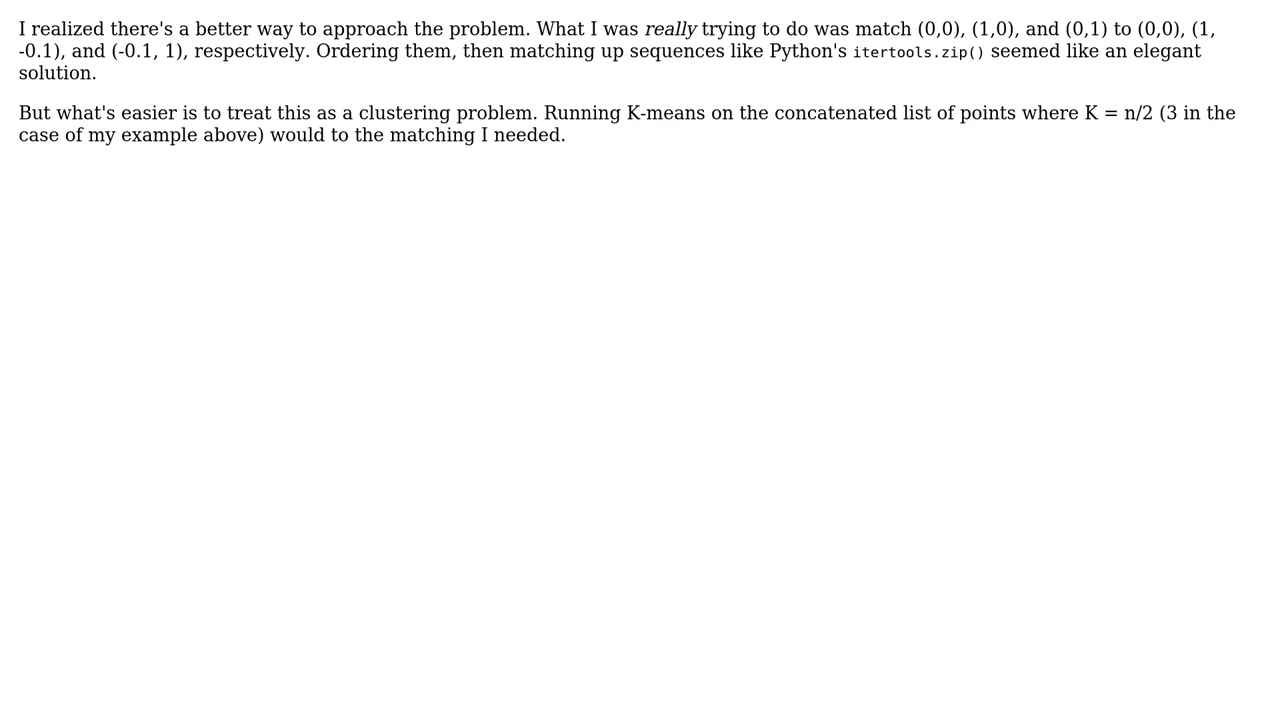 I realized there's a better way to approach the problem. What I was really trying to do was match (0,0), (1,0), and (0,1) to (0,0), (1,
-0.1), and (-0.1, 1), respectively. Ordering them, then matching up sequences like Python's itertools.zip() seemed like an elegant
solution.
But what's easier is to treat this as a clustering problem. Running K-means on the concatenated list of points where K = n/2 (3 in the
case of my example above) would to the matching I needed.